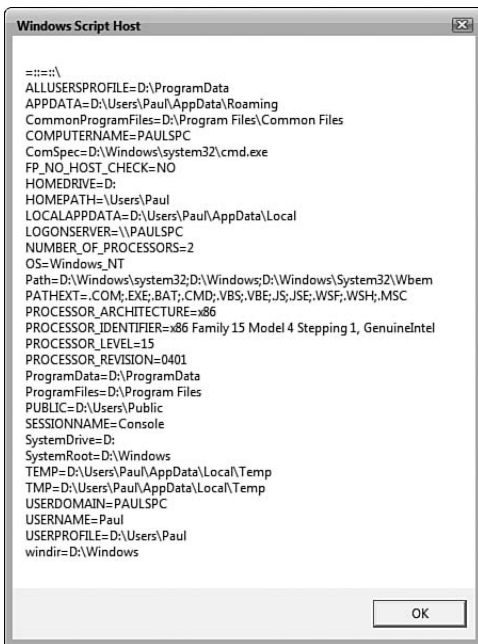 Windows Script Host
=::=::\
ALLUSERSPROFILE=D:\ProgramData
APPDATA=D:\Users\Paul\AppData\Roaming
CommonProgramFiles=D:\Program Files\Common Files
COMPUTERNAME=PAULSPC
ComSpec=D:\Windows\system32\cmd.exe
FP_NO_HOST_CHECK=NO
HOMEDRIVE=D:
HOMEPATH=\Users\Paul
LOCALAPPDATA=D:\Users\Paul\AppData\Local
LOGONSERVER=\\PAULSPC
NUMBER_OF_PROCESSORS=2
OS=Windows_NT
Path=D:\Windows\system32;D:\Windows;D:\Windows\System32\Wbem
PATHEXT=.COM;.EXE;.BAT;.CMD;.VBS;.VBE;.JS;.JSE;.WSF;.WSH;.MSC
PROCESSOR_ARCHITECTURE=x86
PROCESSOR_IDENTIFIER=x86 Family 15 Model 4 Stepping 1, GenuineIntel
PROCESSOR_LEVEL=15
PROCESSOR_REVISION=0401
ProgramData=D:\ProgramData
ProgramFiles=D:\Program Files
PUBLIC=D:\Users\Public
SESSIONNAME=Console
SystemDrive=D:
SystemRoot=D:\Windows
TEMP=D:\Users\Paul\AppData\Local\Temp
TMP=D:\Users\Paul\AppData\Local\Temp
USERDOMAIN=PAULSPC
USERNAME=Paul
USERPROFILE=D:\Users\Paul
windir=D:\Windows
OK